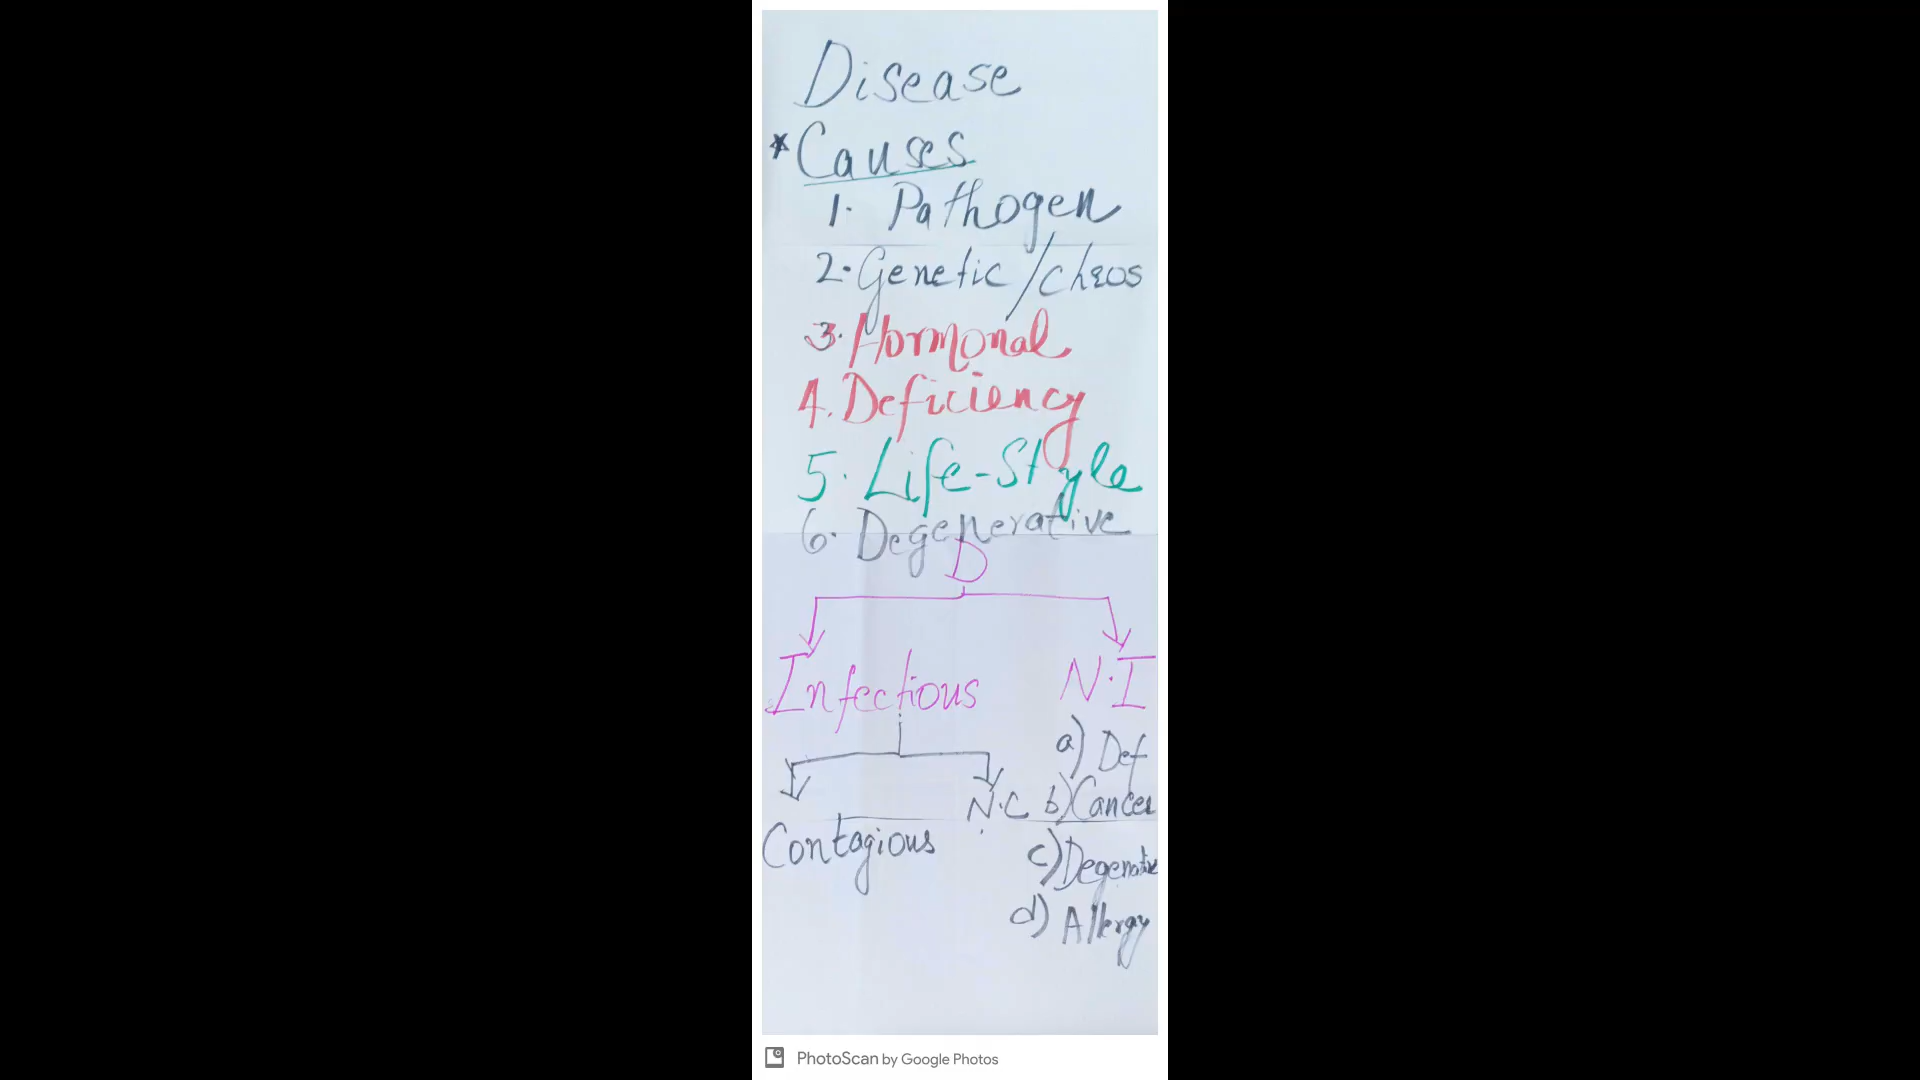 Disease
* Causes
1. Pathogen
2. Genetic/chros
3. Hormonal
4. Deficiency
5. Life-Style
6. Degenerative
D
Infectious N.I
a) Def
N.C b) Cancer
Contagious c) Degenative
d) Allergy
PhotoScan by Google Photos